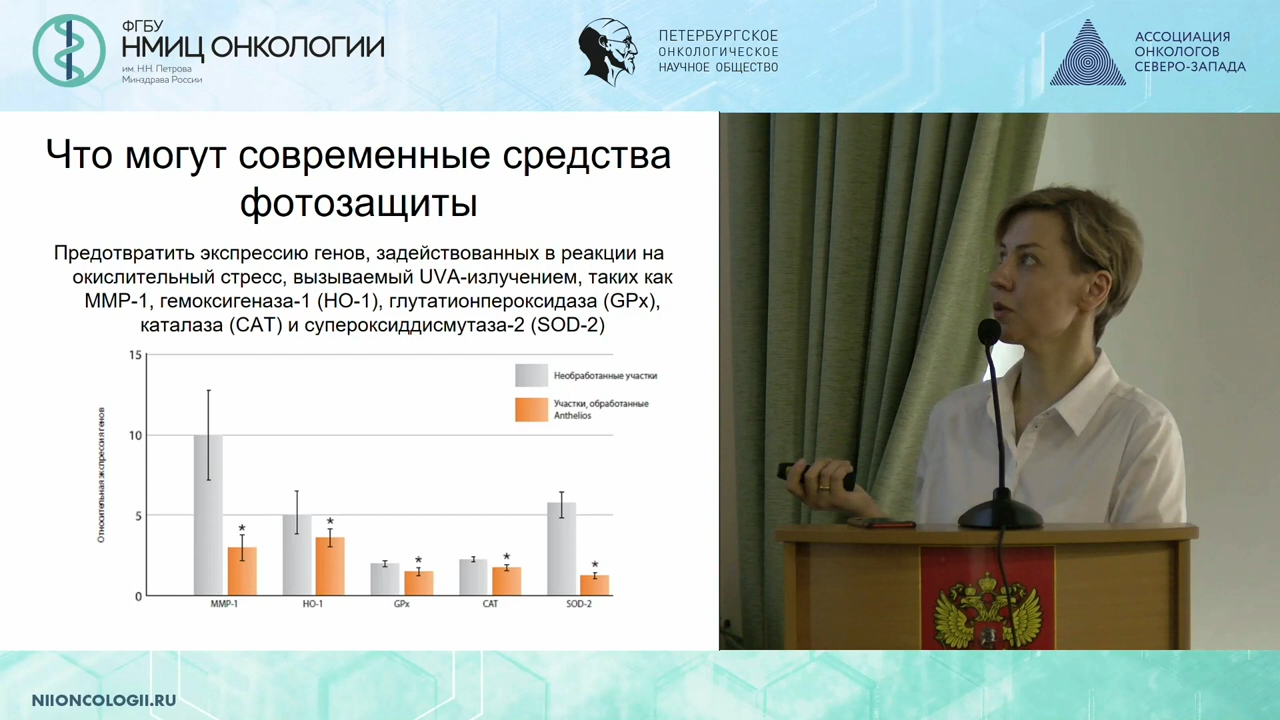 ФГБУ
НМИЦ ОНКОЛОГИИ
им. Н.Н. Петрова
Минздрава России
ПЕТЕРБУРГСКОЕ
ОНКОЛОГИЧЕСКОЕ
НАУЧНОЕ ОБЩЕСТВО
АССОЦИАЦИЯ
ОНКОЛОГОВ
СЕВЕРО-ЗАПАДА
Что могут современные средства
фотозащиты
Предотвратить экспрессию генов, задействованных в реакции на
окислительный стресс, вызываемый UVA-излучением, таких как
MMP-1, гемоксигеназа-1 (HO-1), глутатионпероксидаза (GPx),
каталаза (CAT) и супероксиддисмутаза-2 (SOD-2)
Относительная экспрессия генов
15
10
5
0
Необработанные участки
Участки, обработанные
Anthelios
*
*
*
*
*
MMP-1
HO-1
GPx
CAT
SOD-2
NIIONCOLOGII.RU